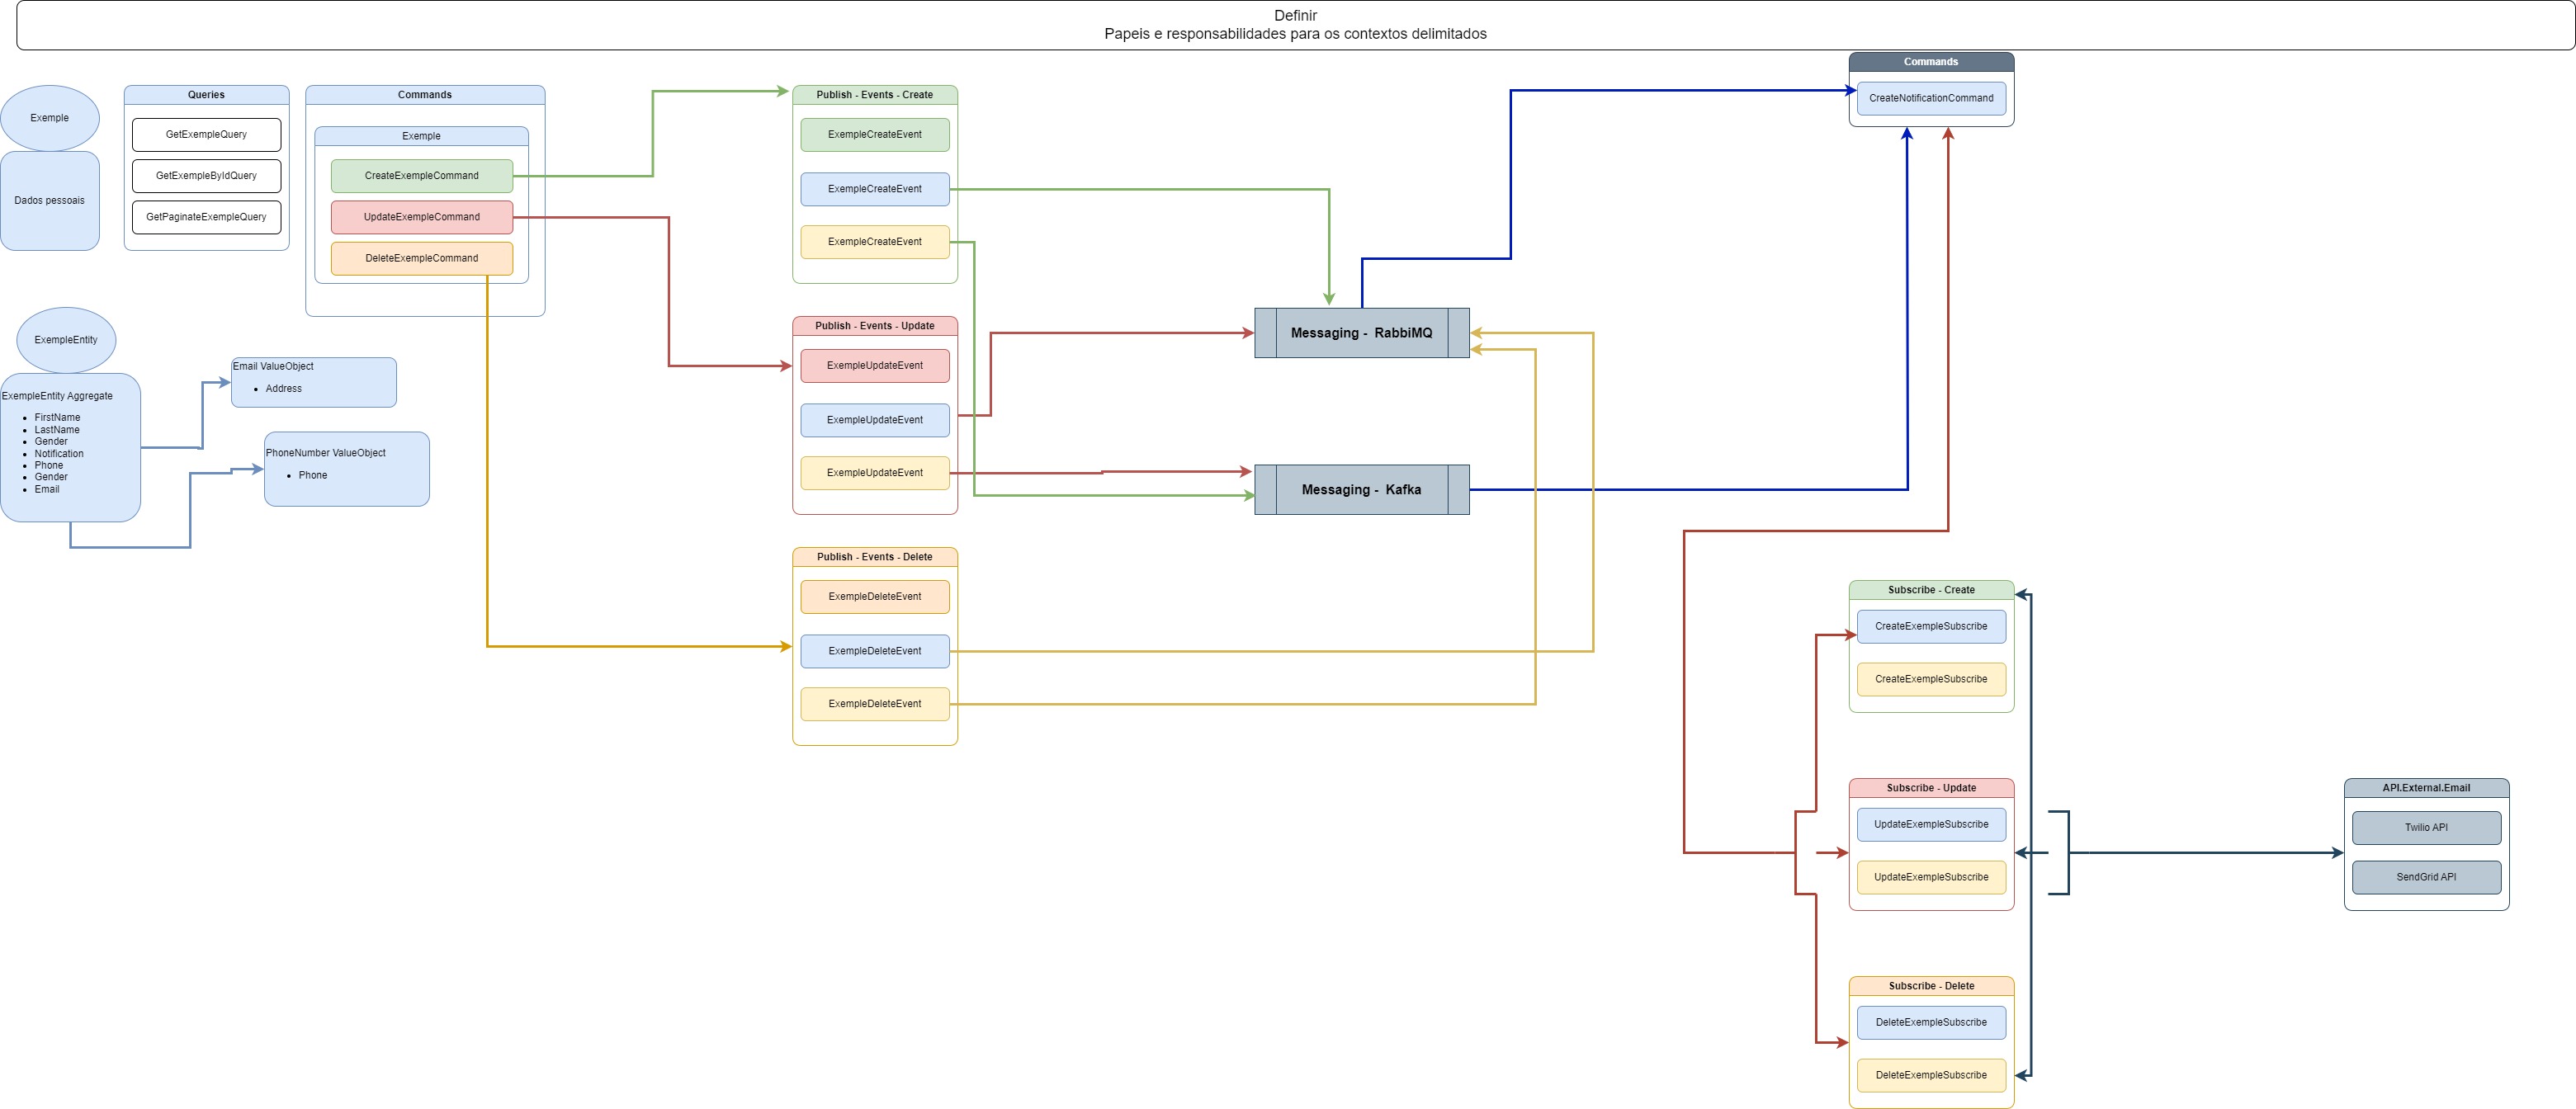 Definir
Papeis e responsabilidades para os contextos delimitados
Exemple
Dados pessoais
Queries
GetExempleQuery
GetExempleByIdQuery
GetPaginateExempleQuery
Commands
Exemple
CreateExempleCommand
UpdateExempleCommand
DeleteExempleCommand
ExempleEntity
ExempleEntity Aggregate
FirstName
LastName
Gender
Notification
Phone
Gender
Email
Email ValueObject
Address
PhoneNumber ValueObject
Phone
Publish - Events - Create
ExempleCreateEvent
ExempleCreateEvent
ExempleCreateEvent
Publish - Events - Update
ExempleUpdateEvent
ExempleUpdateEvent
ExempleUpdateEvent
Publish - Events - Delete
ExempleDeleteEvent
ExempleDeleteEvent
ExempleDeleteEvent
Messaging - RabbiMQ
Messaging - Kafka
Commands
CreateNotificationCommand
Subscribe - Create
CreateExempleSubscribe
CreateExempleSubscribe
Subscribe - Update
UpdateExempleSubscribe
UpdateExempleSubscribe
Subscribe - Delete
DeleteExempleSubscribe
DeleteExempleSubscribe
API.External.Email
Twilio API
SendGrid API